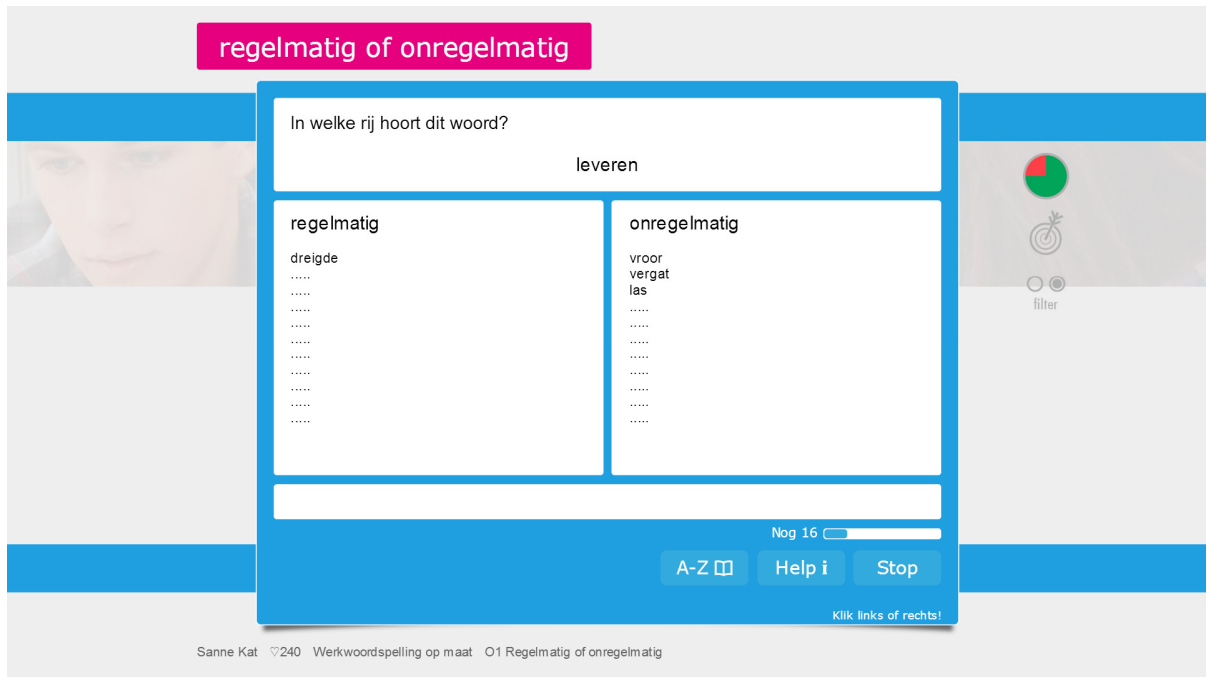 regelmatig of onregelmatig
In welke rij hoort dit woord?
leveren
regelmatig
dreigde
.....
.....
.....
.....
.....
.....
.....
.....
.....
.....
onregelmatig
vroor
vergat
las
.....
.....
.....
.....
.....
.....
.....
.....
filter
Nog 16
A-Z
Help i
Stop
Klik links of rechts!
Sanne Kat ♡240 Werkwoordspelling op maat O1 Regelmatig of onregelmatig